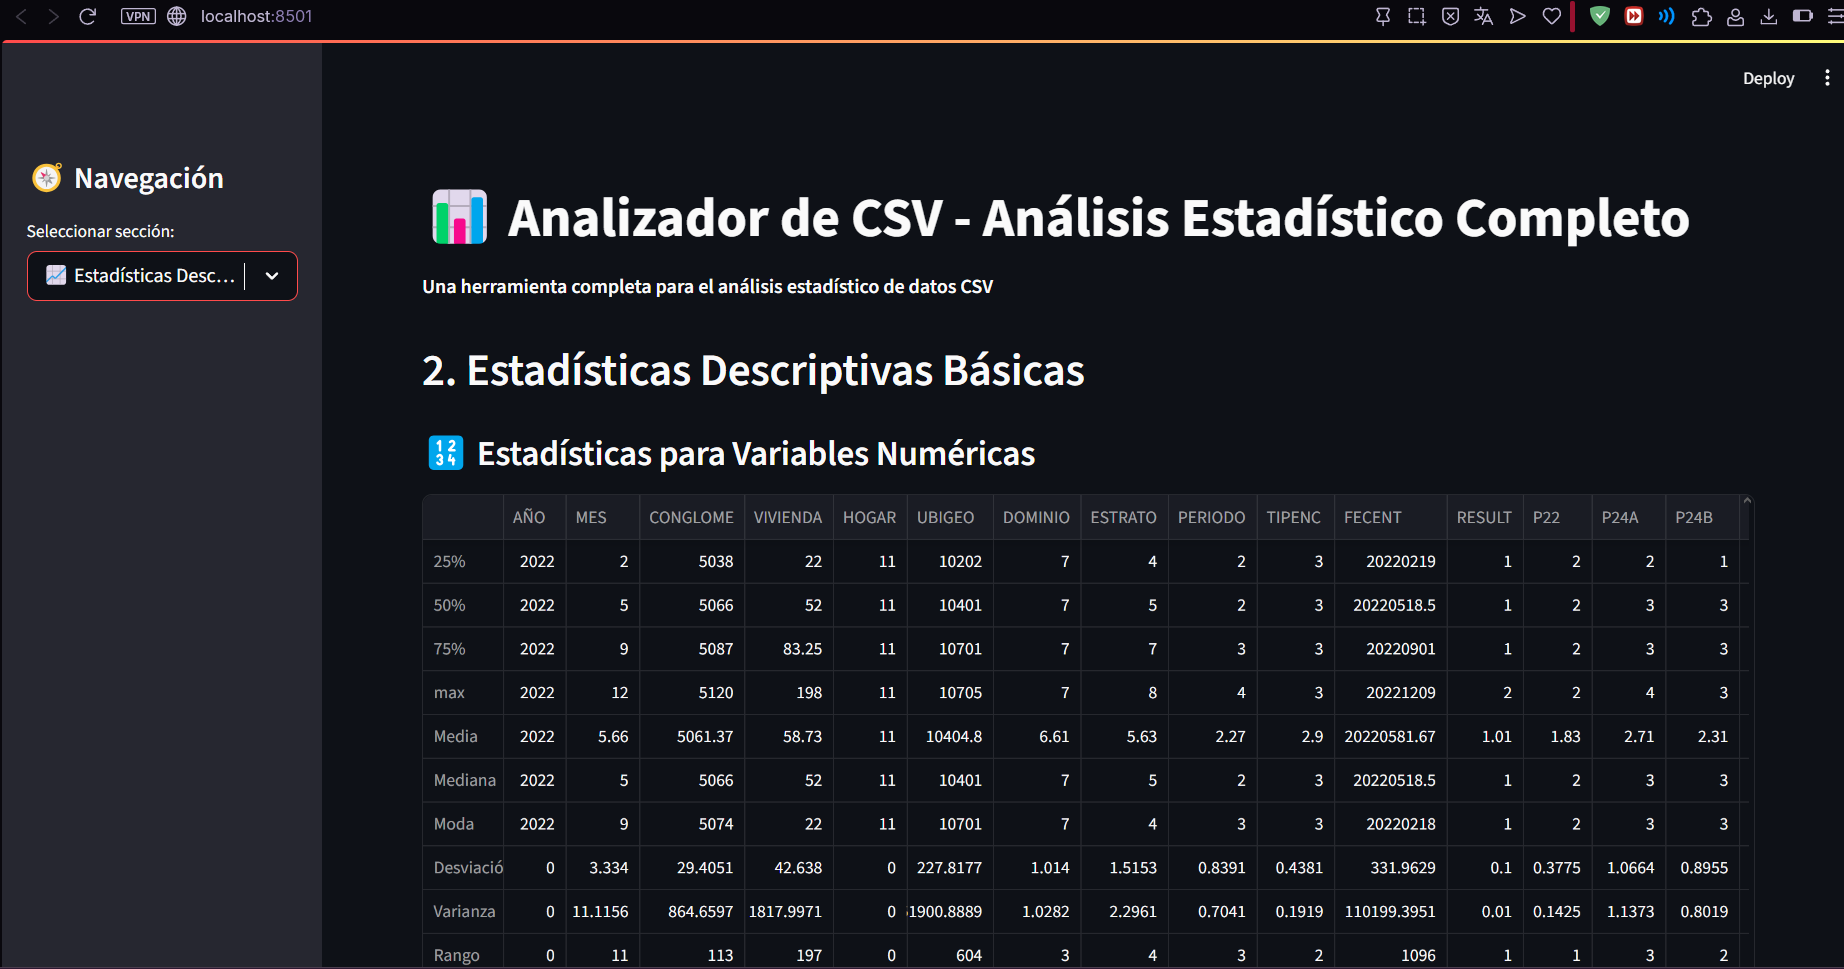 VPN localhost:8501
Deploy
Navegación
Seleccionar sección:
Estadísticas Desc...
Analizador de CSV - Análisis Estadístico Completo
Una herramienta completa para el análisis estadístico de datos CSV
2. Estadísticas Descriptivas Básicas
1 2 3 4 Estadísticas para Variables Numéricas
AÑO MES CONGLOME VIVIENDA HOGAR UBIGEO DOMINIO ESTRATO PERIODO TIPENC FECENT RESULT P22 P24A P24B
25% 2022 2 5038 22 11 10202 7 4 2 3 20220219 1 2 2 1
50% 2022 5 5066 52 11 10401 7 5 2 3 20220518.5 1 2 3 3
75% 2022 9 5087 83.25 11 10701 7 7 3 3 20220901 1 2 3 3
max 2022 12 5120 198 11 10705 7 8 4 3 20221209 2 2 4 3
Media 2022 5.66 5061.37 58.73 11 10404.8 6.61 5.63 2.27 2.9 20220581.67 1.01 1.83 2.71 2.31
Mediana 2022 5 5066 52 11 10401 7 5 2 3 20220518.5 1 2 3 3
Moda 2022 9 5074 22 11 10701 7 4 3 3 20220218 1 2 3 3
Desviació 0 3.334 29.4051 42.638 0 227.8177 1.014 1.5153 0.8391 0.4381 331.9629 0.1 0.3775 1.0664 0.8955
Varianza 0 11.1156 864.6597 1817.9971 0 1900.8889 1.0282 2.2961 0.7041 0.1919 110199.3951 0.01 0.1425 1.1373 0.8019
Rango 0 11 113 197 0 604 3 4 3 2 1096 1 1 3 2